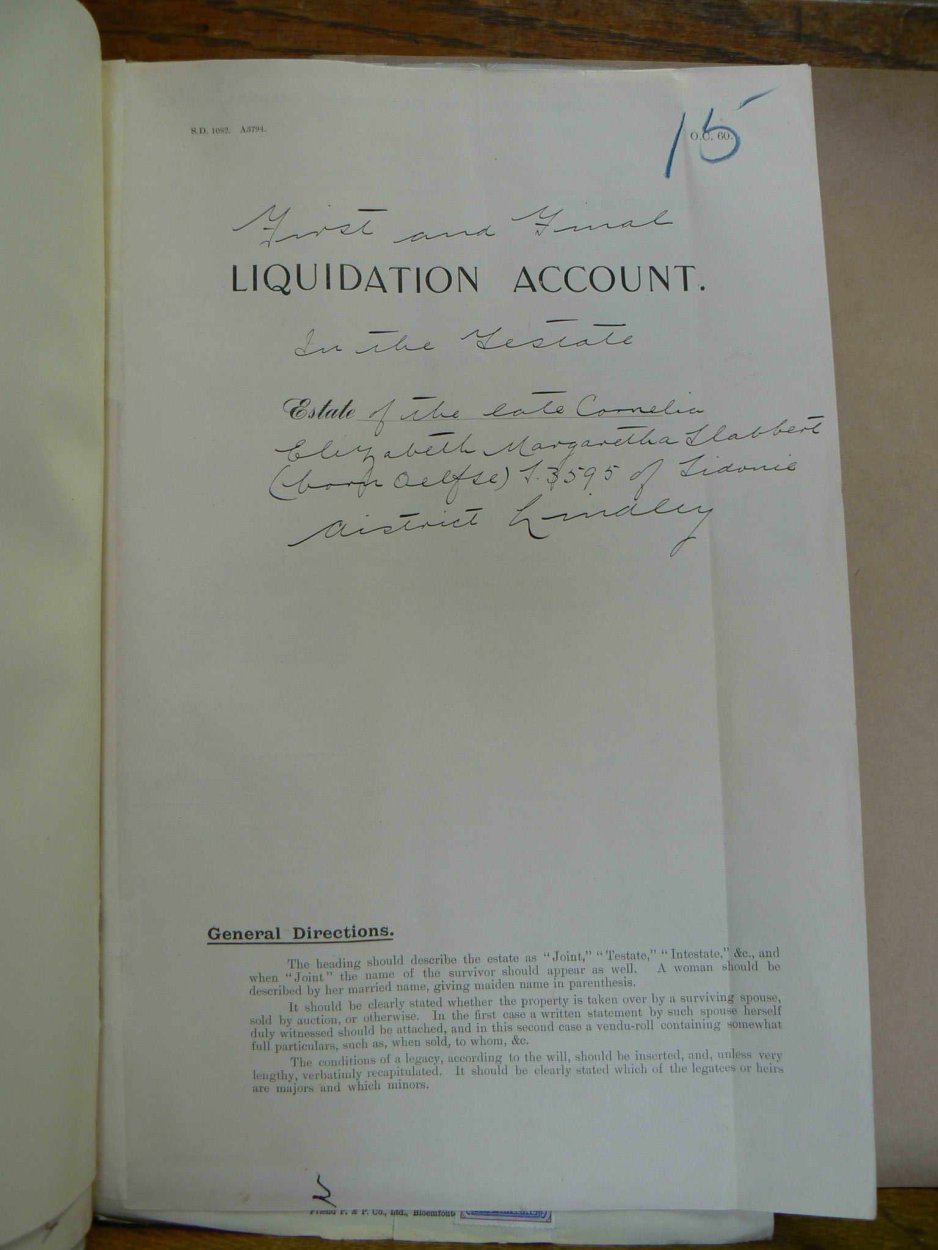 S.D. 1082. A3794.
O.C. 60.
15
First and Final
LIQUIDATION ACCOUNT.
In the Testate
Estate of the late Cornelia
Elizabeth Margaretha Slabbert
(born Oelfse) S.3595 of Sidonie
district Lindley
General Directions.
The heading should describe the estate as "Joint," "Testate," "Intestate," &c., and
when "Joint" the name of the survivor should appear as well. A woman should be
described by her married name, giving maiden name in parenthesis.
It should be clearly stated whether the property is taken over by a surviving spouse,
sold by auction, or otherwise. In the first case a written statement by such spouse herself
duly witnessed should be attached, and in this second case a vendu-roll containing somewhat
full particulars, such as, when sold, to whom, &c.
The conditions of a legacy, according to the will, should be inserted, and, unless very
lengthy, verbatimly recapitulated. It should be clearly stated which of the legatees or heirs
are majors and which minors.
P. & P. Co., Ltd., Bloemfont